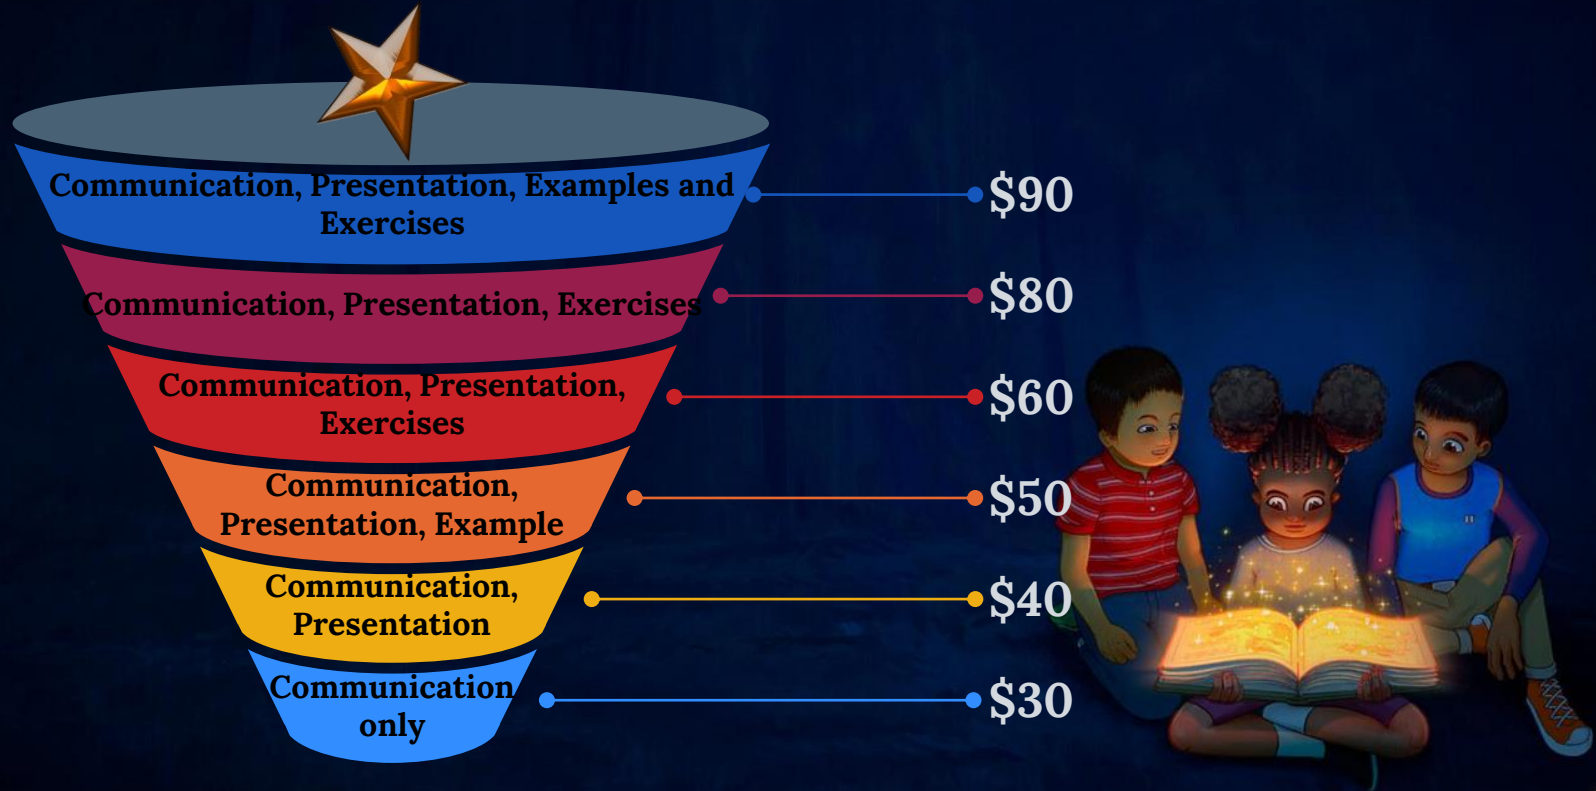 Communication, Presentation, Examples and
Exercises
$90
Communication, Presentation, Exercises
$80
Communication, Presentation,
Exercises
$60
Communication,
Presentation, Example
$50
Communication,
Presentation
$40
Communication
only
$30